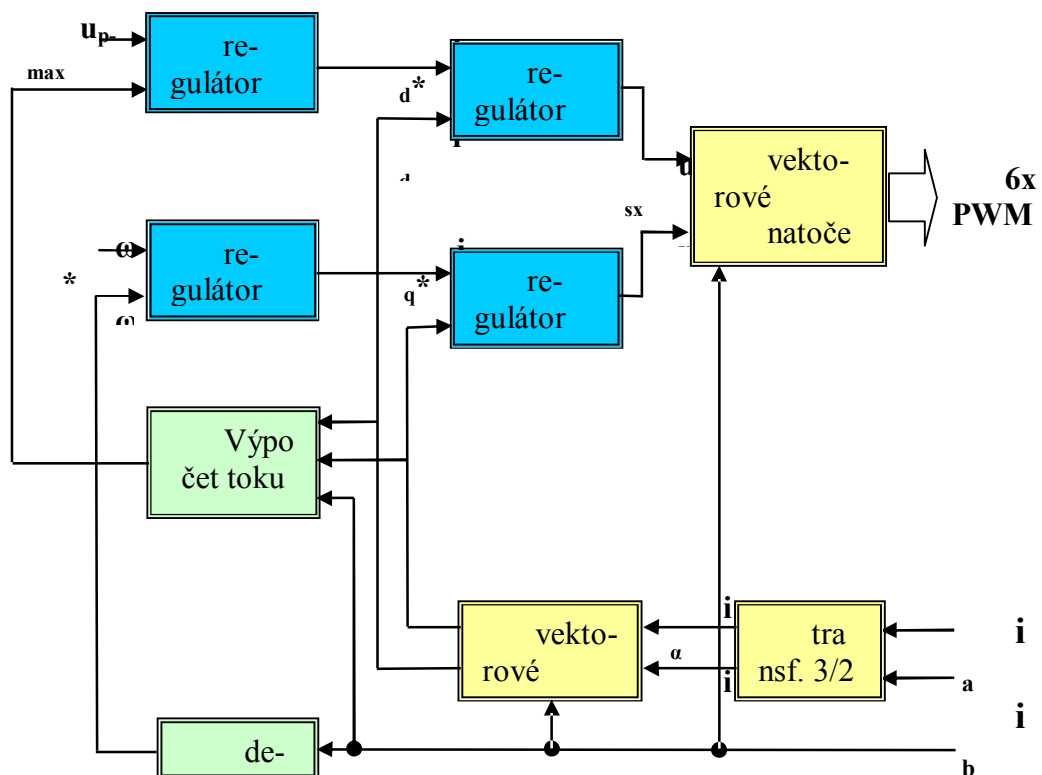 u p-
max
re-
gulátor
d*
re-
gulátor
vekto-
rové
natoče
6x
PWM
ω
*
re-
gulátor
q*
re-
gulátor
sx
Výpo
čet toku
vekto-
rové
i
α
i
tra
nsf. 3/2
i
a
i
b
de-